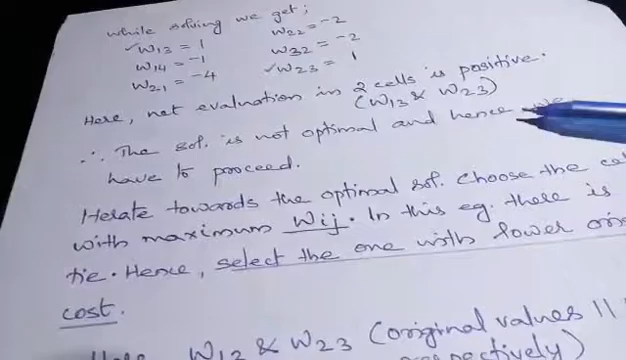 while solving we get;
✓W13 = 1 W22 = -2
W14 = -1 W32 = -2
W21 = -4 ✓W23 = 1
Here, net evaluation in 2 cells is positive.
(W13 & W23)
∴ The sol. is not optimal and hence we
have to proceed.
Iterate towards the optimal sol. Choose the
with maximum Wij. In this eg. there is
tie. Hence, select the one with lower
cost.
W13 & W23 (original values 11